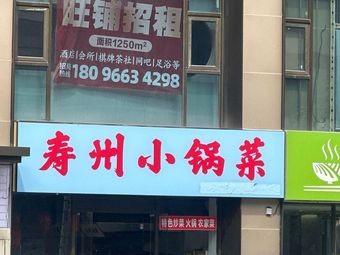 旺铺招租
面积1250m²
酒店|会所|棋牌茶社|网吧|足浴等
180 9663 4298
寿州小锅菜
特色炒菜 火锅 农家菜